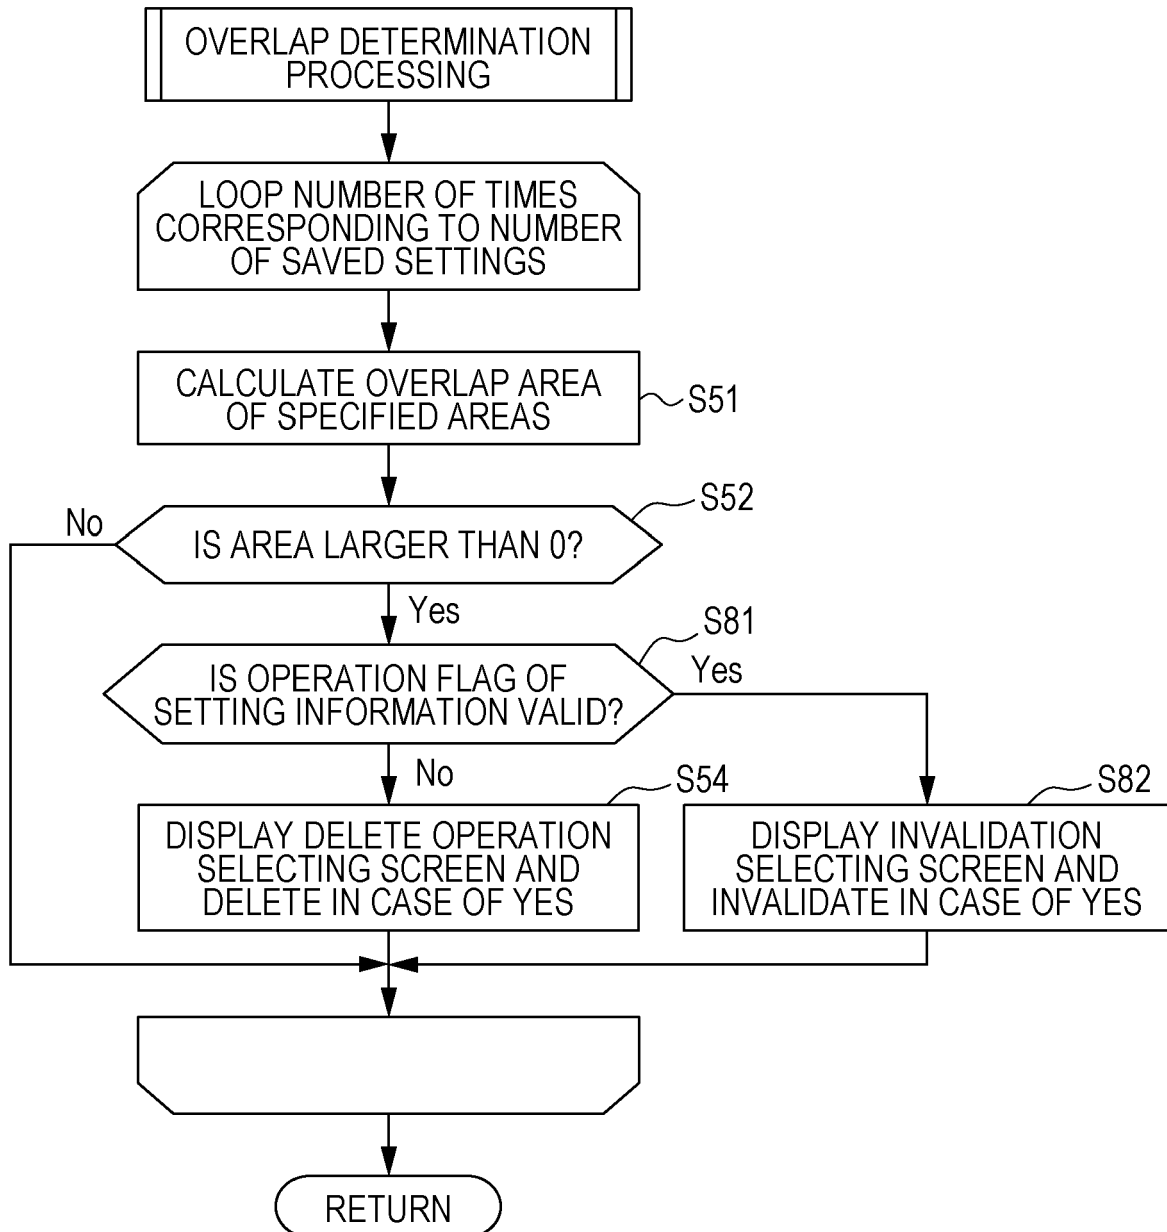 OVERLAP DETERMINATION
PROCESSING
LOOP NUMBER OF TIMES
CORRESPONDING TO NUMBER
OF SAVED SETTINGS
CALCULATE OVERLAP AREA
OF SPECIFIED AREAS
S51
S52
No
IS AREA LARGER THAN 0?
Yes
S81
IS OPERATION FLAG OF
SETTING INFORMATION VALID?
Yes
No
S54
S82
DISPLAY DELETE OPERATION
SELECTING SCREEN AND
DELETE IN CASE OF YES
DISPLAY INVALIDATION
SELECTING SCREEN AND
INVALIDATE IN CASE OF YES
RETURN